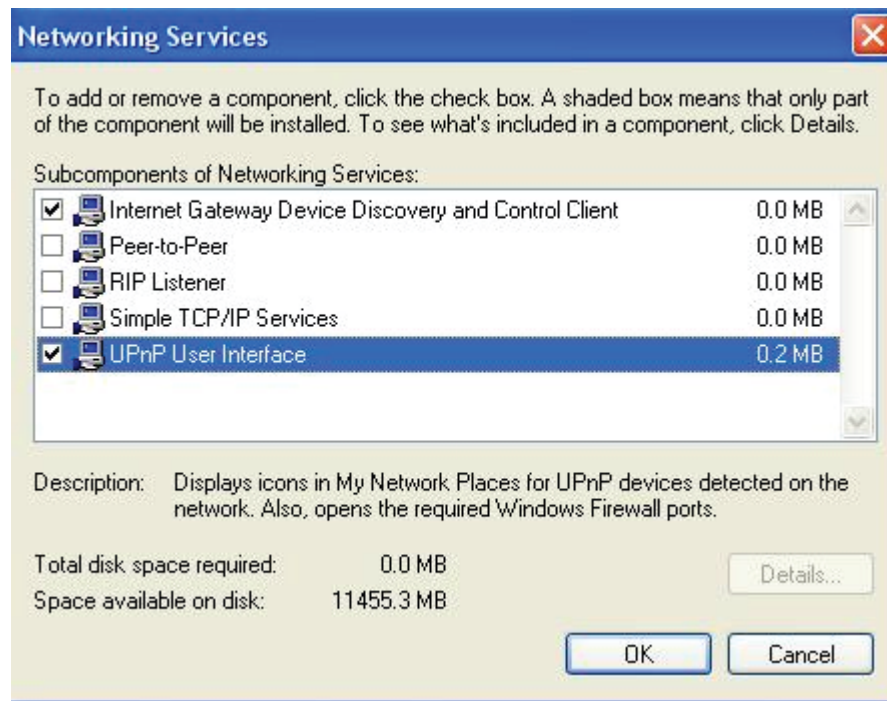 Networking Services
To add or remove a component, click the check box. A shaded box means that only part
of the component will be installed. To see what's included in a component, click Details.
Subcomponents of Networking Services:
Internet Gateway Device Discovery and Control Client 0.0 MB
Peer-to-Peer 0.0 MB
RIP Listener 0.0 MB
Simple TCP/IP Services 0.0 MB
UPnP User Interface 0.2 MB
Description: Displays icons in My Network Places for UPnP devices detected on the
network. Also, opens the required Windows Firewall ports.
Total disk space required: 0.0 MB
Details...
Space available on disk: 11455.3 MB
OK Cancel